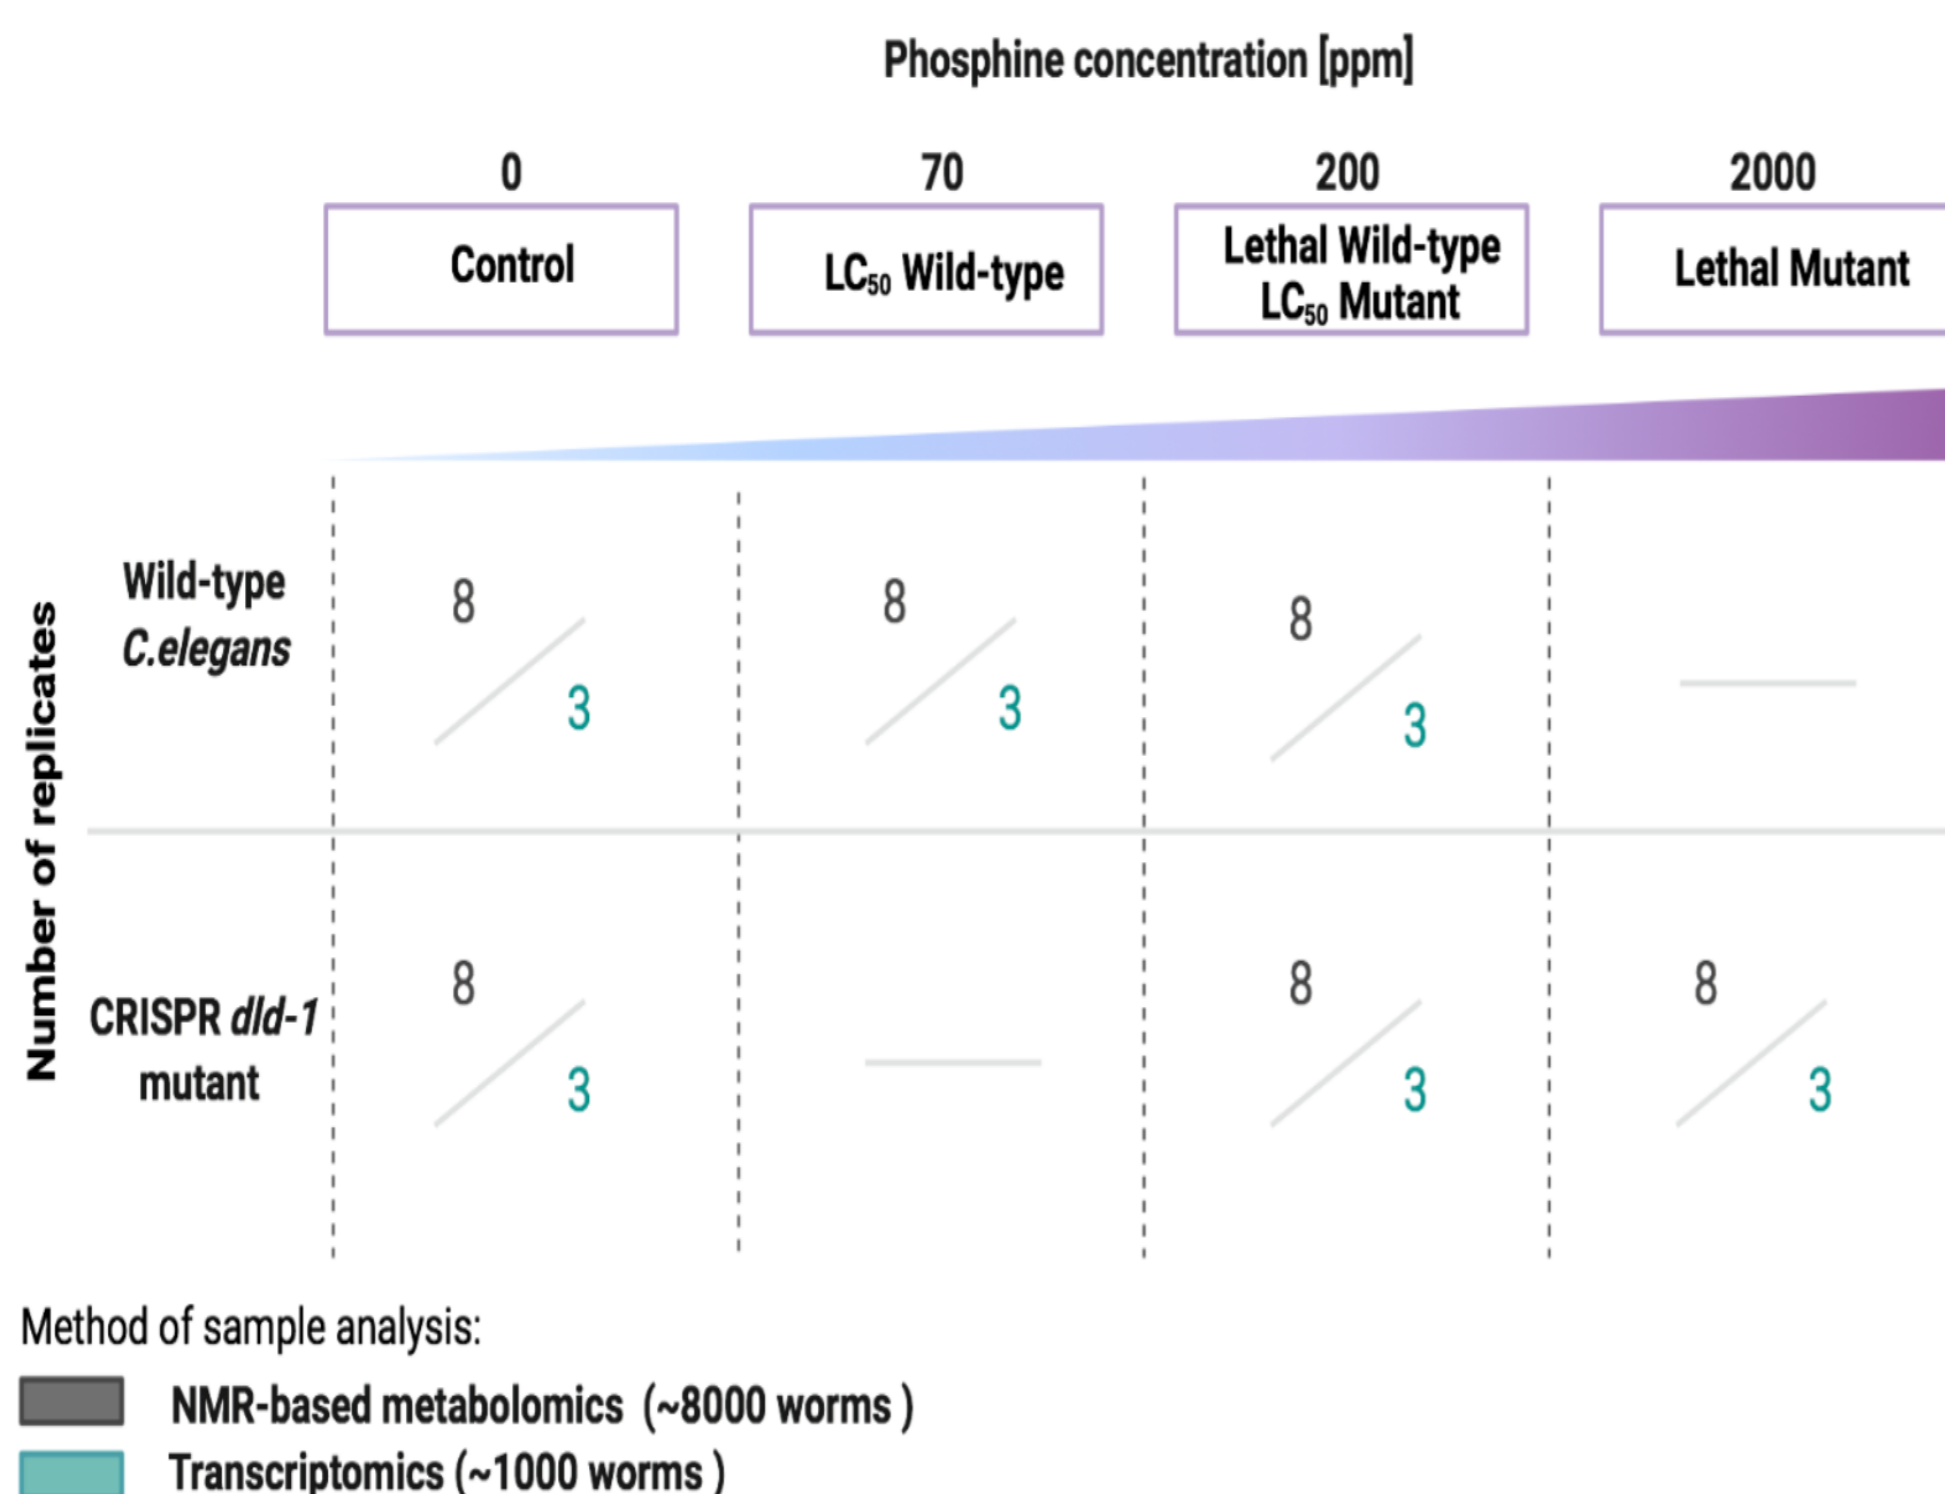 Phosphine concentration [ppm]
0 70 200 2000
Control
LC₅₀ Wild-type
Lethal Wild-type
LC₅₀ Mutant
Lethal Mutant
Number of replicates
Wild-type
C.elegans
8 3
8 3
8 3
CRISPR dld-1
mutant
8 3
8 3
8 3
Method of sample analysis:
NMR-based metabolomics (~8000 worms )
Transcriptomics (~1000 worms )